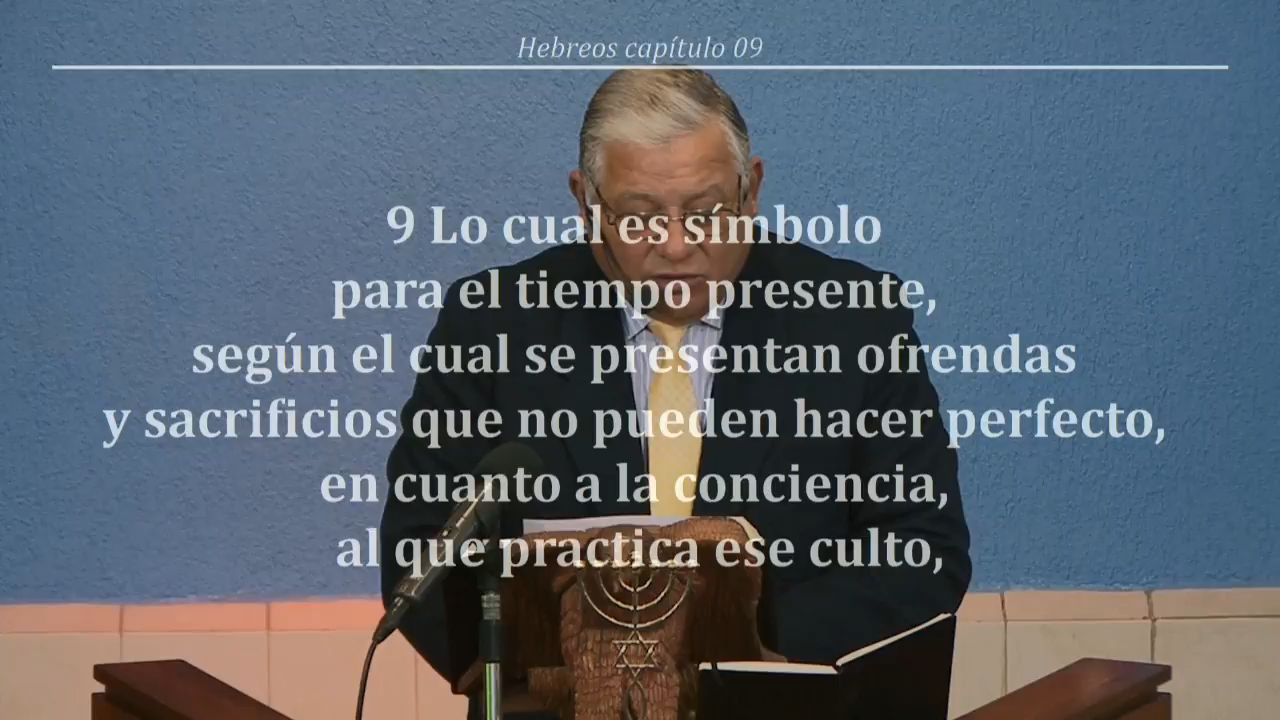 Hebreos capítulo 09
9 Lo cual es símbolo
para el tiempo presente,
según el cual se presentan ofrendas
y sacrificios que no pueden hacer perfecto,
en cuanto a la conciencia,
al que practica ese culto,